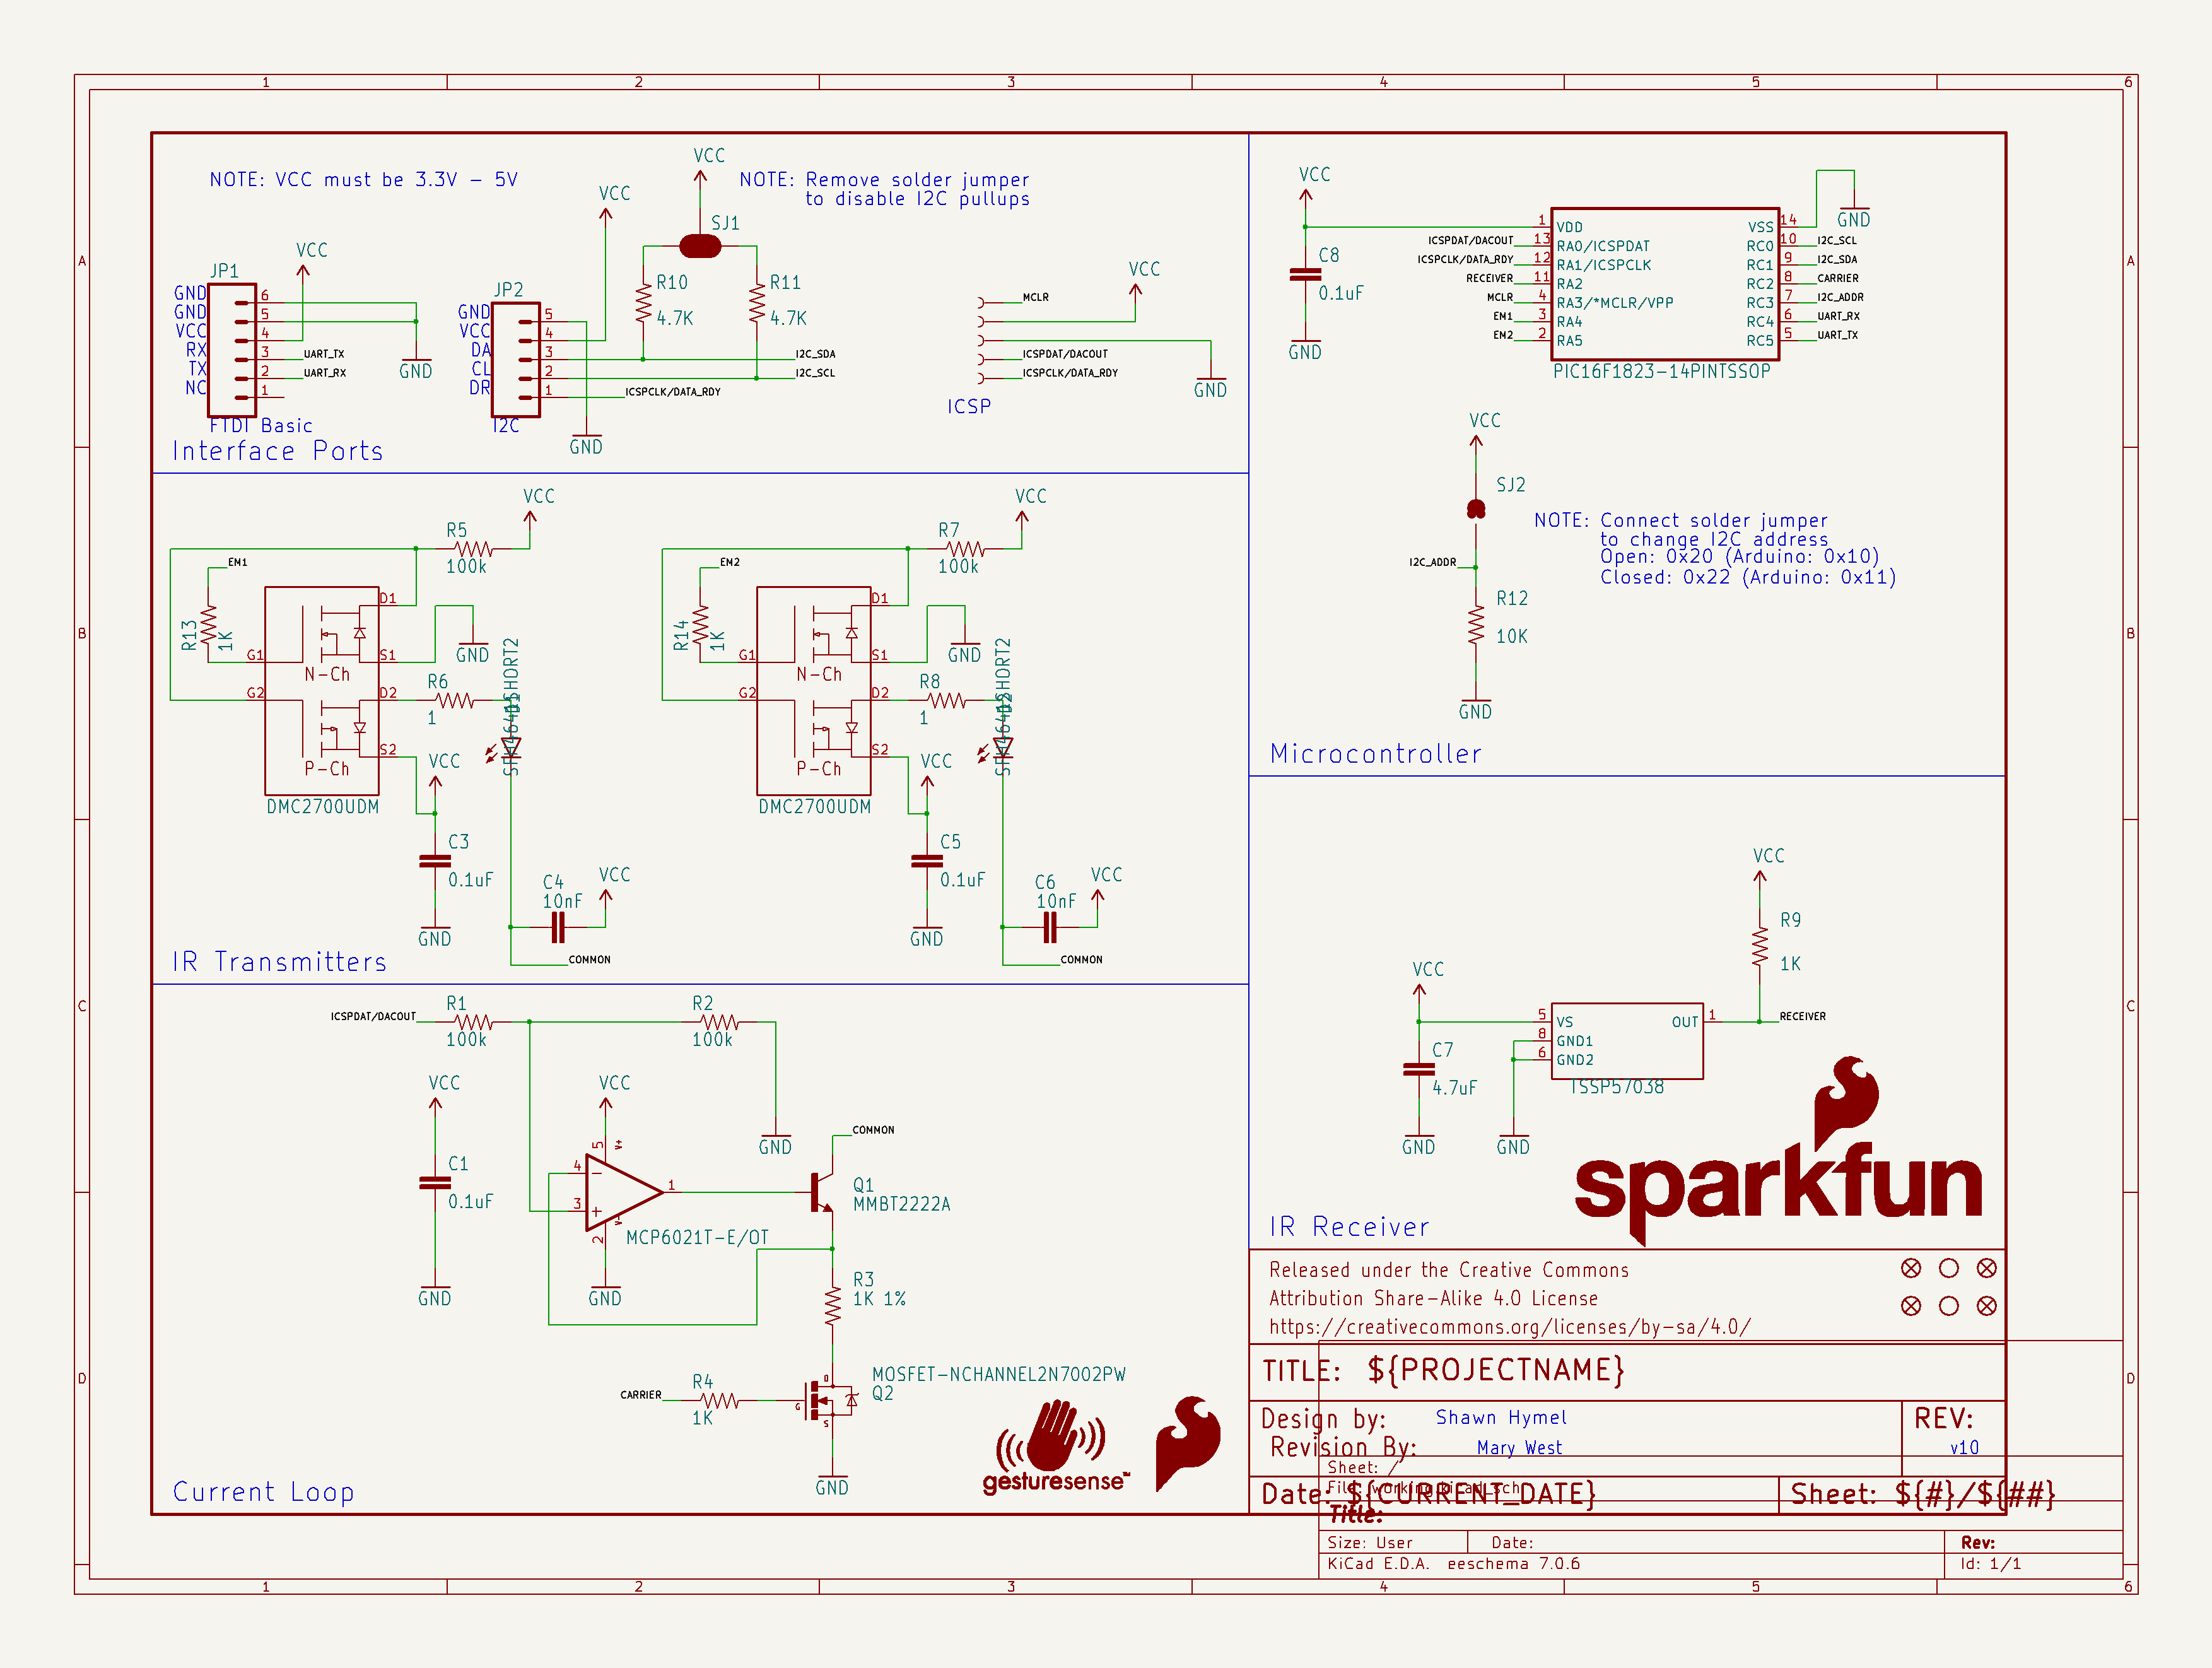 1 2 3 4 5 6
A
B
C
D
A
B
C
D
1 2 3 4 5 6
NOTE: VCC must be 3.3V - 5V
VCC
NOTE: Remove solder jumper
to disable I2C pullups
VCC
SJ1
VCC
JP1
GND
GND
VCC
RX
TX
NC
6
5
4
3
2
1
UART_TX
UART_RX
GND
FTDI Basic
JP2
GND
VCC
DA
CL
DR
5
4
3
2
1
I2C
GND
R10
4.7K
R11
4.7K
I2C_SDA
I2C_SCL
ICSPCLK/DATA_RDY
VCC
MCLR
ICSPDAT/DACOUT
ICSPCLK/DATA_RDY
GND
ICSP
Interface Ports
VCC
R5
100k
EM1
R13
1K
D1
G1
S1
N-Ch
G2
D2
S2
P-Ch
DMC2700UDM
GND
R6
1
VCC
C3
0.1uF
GND
C4
10nF
VCC
COMMON
VCC
R7
100k
EM2
R14
1K
D1
G1
S1
N-Ch
G2
D2
S2
P-Ch
DMC2700UDM
GND
R8
1
VCC
C5
0.1uF
GND
C6
10nF
VCC
COMMON
IR Transmitters
ICSPDAT/DACOUT
R1
100k
R2
100k
VCC
C1
0.1uF
GND
VCC
GND
5
V+
4
3
1
V-
2
MCP6021T-E/OT
GND
COMMON
Q1
MMBT2222A
R3
1K 1%
CARRIER
R4
1K
MOSFET-NCHANNEL2N7002PW
Q2
D
G
S
GND
gesturesense™
Current Loop
VCC
C8
0.1uF
GND
ICSPDAT/DACOUT
ICSPCLK/DATA_RDY
RECEIVER
MCLR
EM1
EM2
1 VDD
13 RA0/ICSPDAT
12 RA1/ICSPCLK
11 RA2
4 RA3/*MCLR/VPP
3 RA4
2 RA5
VSS 14
RC0 10 I2C_SCL
RC1 9 I2C_SDA
RC2 8 CARRIER
RC3 7 I2C_ADDR
RC4 6 UART_RX
RC5 5 UART_TX
GND
PIC16F1823-14PINTSSOP
VCC
SJ2
I2C_ADDR
NOTE: Connect solder jumper
to change I2C address
Open: 0x20 (Arduino: 0x10)
Closed: 0x22 (Arduino: 0x11)
R12
10K
GND
Microcontroller
VCC
R9
1K
VCC
5 VS
8 GND1
6 GND2
OUT 1
RECEIVER
C7
4.7uF
TSSP57038
GND
GND
sparkfun
IR Receiver
Released under the Creative Commons
Attribution Share-Alike 4.0 License
https://creativecommons.org/licenses/by-sa/4.0/
TITLE: ${PROJECTNAME}
Design by: Shawn Hymel
REV:
Revision By: Mary West
v10
Sheet: /
File: working.kicad_sch
Date: ${CURRENT_DATE}
Sheet: ${#}/${##}
Title:
Size: User
Date:
Rev:
KiCad E.D.A. eeschema 7.0.6
Id: 1/1